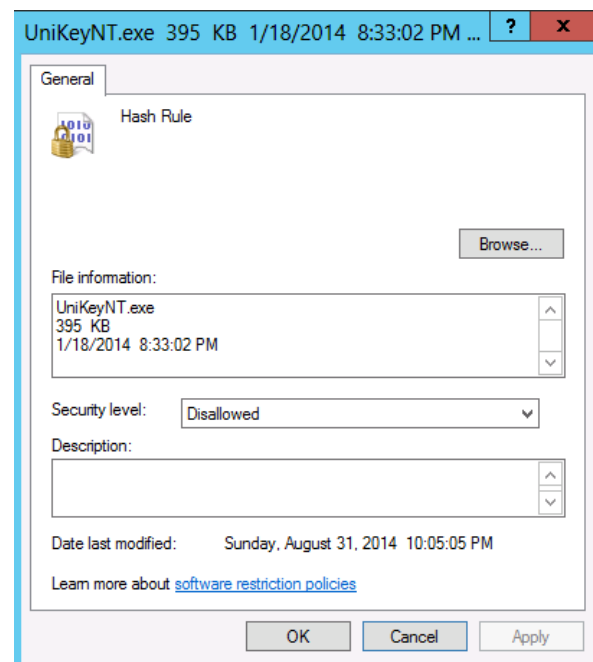 UniKeyNT.exe 395 KB 1/18/2014 8:33:02 PM ... ? x
General
1010
0101
Hash Rule
Browse...
File information:
UniKeyNT.exe
395 KB
1/18/2014 8:33:02 PM
Security level: Disallowed
Description:
Date last modified: Sunday, August 31, 2014 10:05:05 PM
Learn more about software restriction policies
OK Cancel Apply